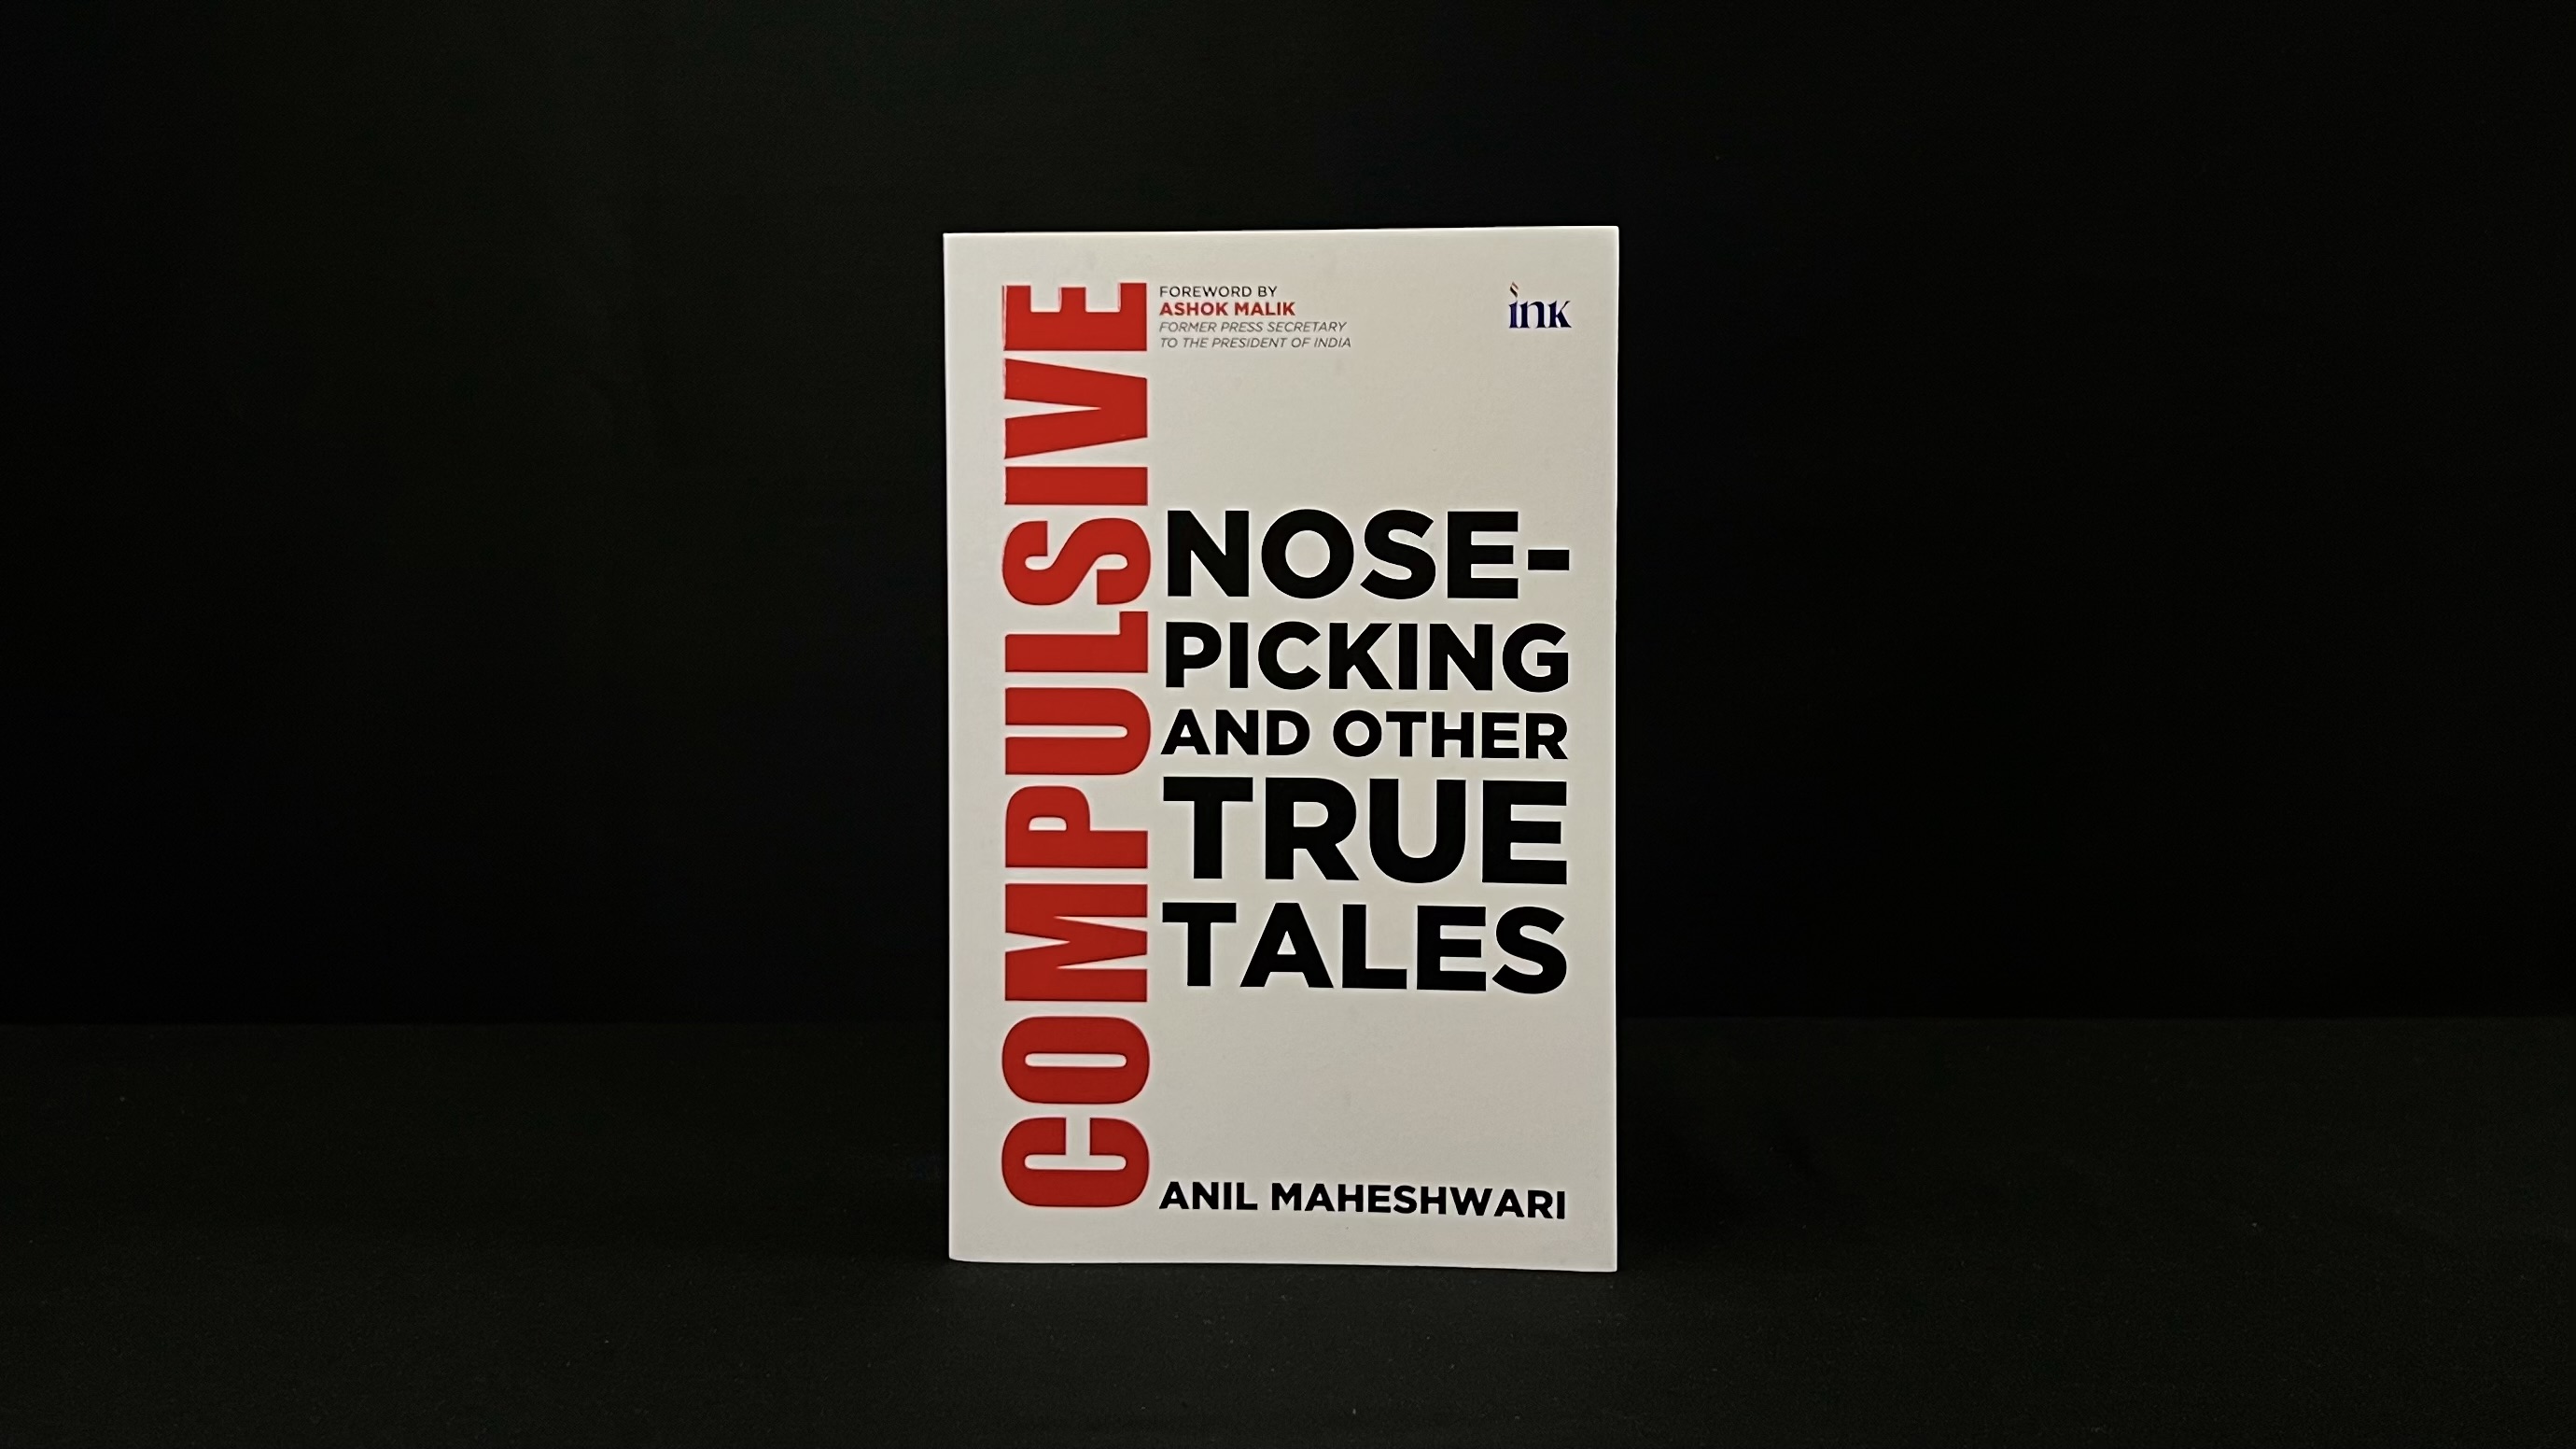 COMPULSIVE
FOREWORD BY
ASHOK MALIK
FORMER PRESS SECRETARY
TO THE PRESIDENT OF INDIA
ink
NOSE-
PICKING
AND OTHER
TRUE
TALES
ANIL MAHESHWARI